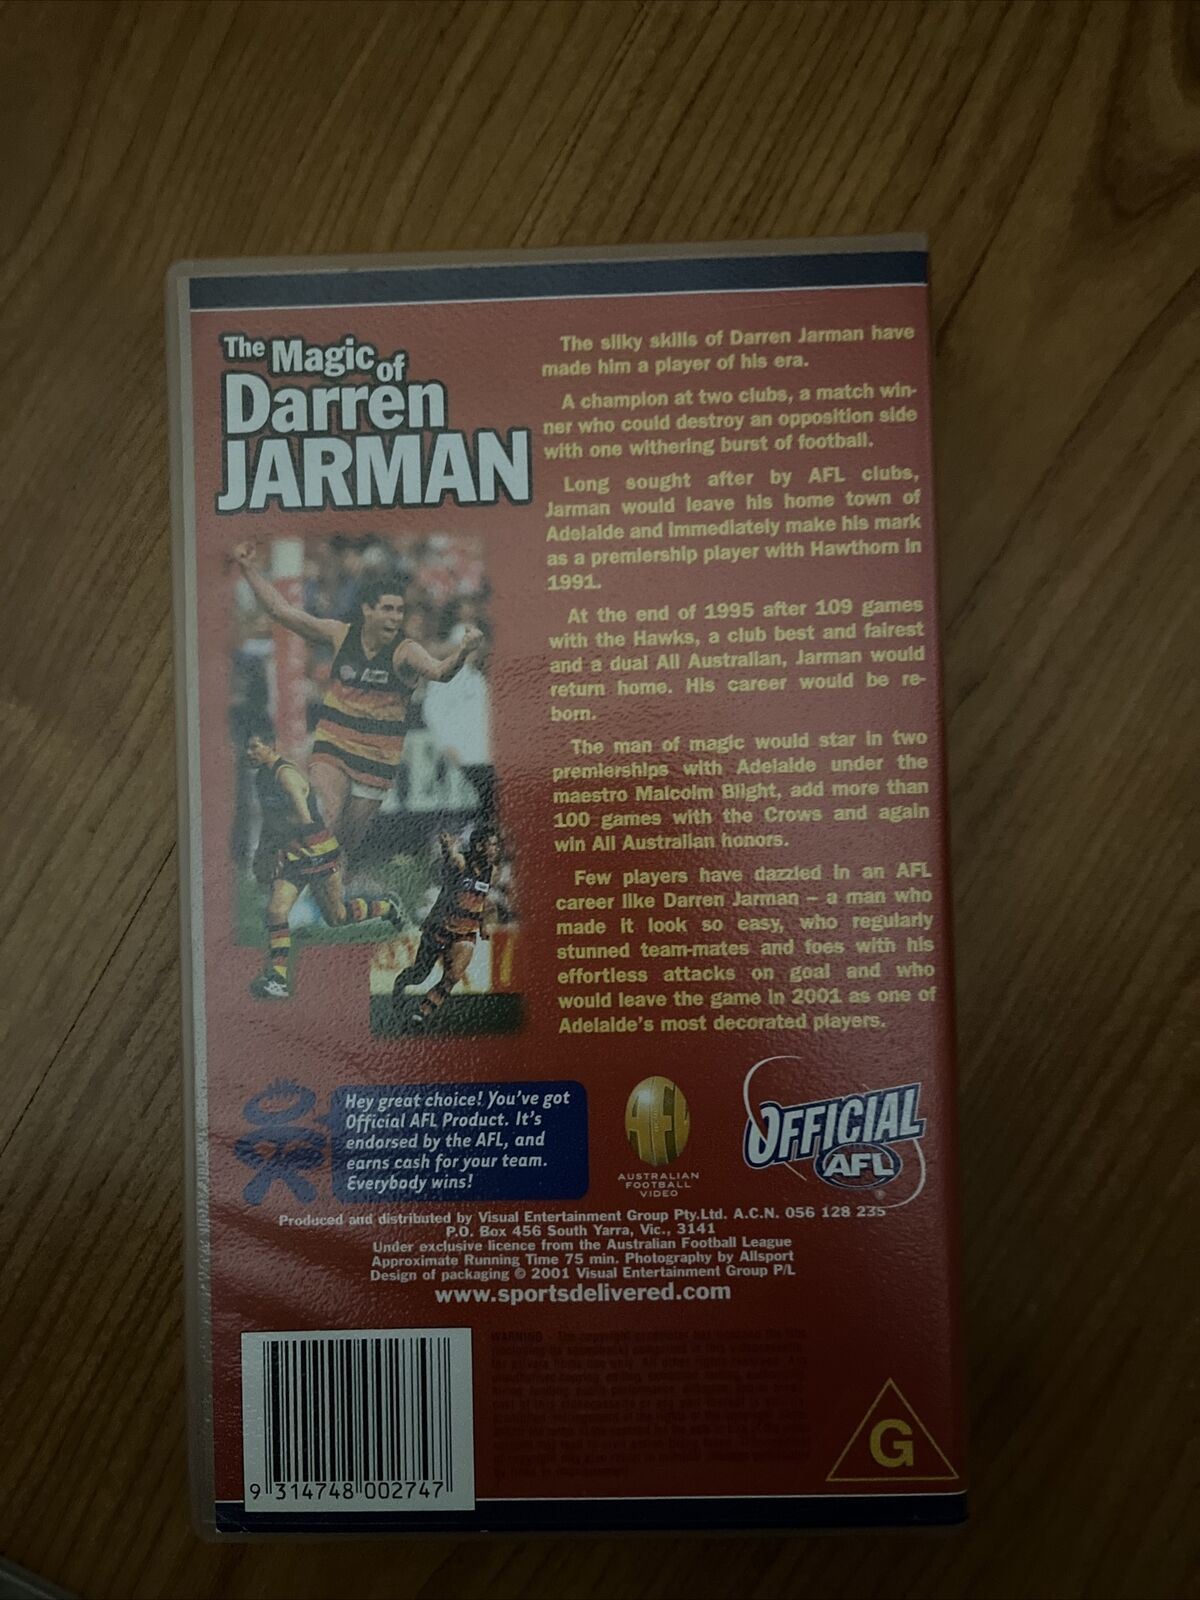 The Magic of
Darren
JARMAN
The silky skills of Darren Jarman have
made him a player of his era.
A champion at two clubs, a match win-
ner who could destroy an opposition side
with one withering burst of football.
Long sought after by AFL clubs,
Jarman would leave his home town of
Adelaide and immediately make his mark
as a premiership player with Hawthorn in
1991.
At the end of 1995 after 109 games
with the Hawks, a club best and fairest
and a dual All Australian, Jarman would
return home. His career would be re-
born.
The man of magic would star in two
premierships with Adelaide under the
maestro Malcolm Blight, add more than
100 games with the Crows and again
win All Australian honors.
Few players have dazzled in an AFL
career like Darren Jarman – a man who
made it look so easy, who regularly
stunned team-mates and foes with his
effortless attacks on goal and who
would leave the game in 2001 as one of
Adelaide's most decorated players.
Hey great choice! You've got
Official AFL Product. It's
endorsed by the AFL, and
earns cash for your team.
Everybody wins!
AFL
AUSTRALIAN
FOOTBALL
VIDEO
OFFICIAL
AFL
Produced and distributed by Visual Entertainment Group Pty.Ltd. A.C.N. 056 128 235
P.O. Box 456 South Yarra, Vic., 3141
Under exclusive licence from the Australian Football League
Approximate Running Time 75 min. Photography by Allsport
Design of packaging © 2001 Visual Entertainment Group P/L
www.sportsdelivered.com
WARNING
G
9 314748 002747